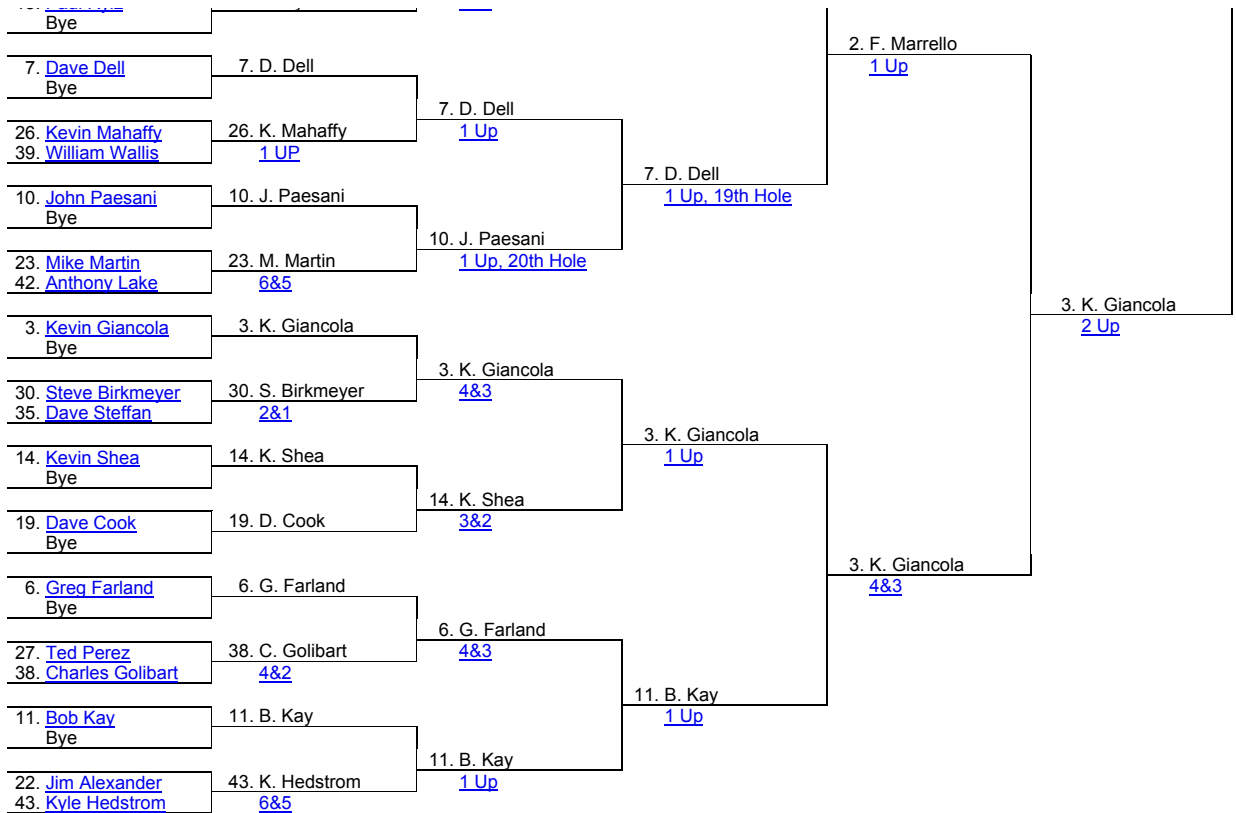 Bye
2. F. Marrello
1 Up
7. Dave Dell
Bye
7. D. Dell
7. D. Dell
1 Up
26. Kevin Mahaffy
39. William Wallis
26. K. Mahaffy
1 UP
7. D. Dell
1 Up, 19th Hole
10. John Paesani
Bye
10. J. Paesani
10. J. Paesani
1 Up, 20th Hole
23. Mike Martin
42. Anthony Lake
23. M. Martin
6&5
3. K. Giancola
2 Up
3. Kevin Giancola
Bye
3. K. Giancola
3. K. Giancola
4&3
30. Steve Birkmeyer
35. Dave Steffan
30. S. Birkmeyer
2&1
3. K. Giancola
1 Up
14. Kevin Shea
Bye
14. K. Shea
14. K. Shea
3&2
19. Dave Cook
Bye
19. D. Cook
3. K. Giancola
4&3
6. Greg Farland
Bye
6. G. Farland
6. G. Farland
4&3
27. Ted Perez
38. Charles Golibart
38. C. Golibart
4&2
11. B. Kay
1 Up
11. Bob Kay
Bye
11. B. Kay
11. B. Kay
1 Up
22. Jim Alexander
43. Kyle Hedstrom
43. K. Hedstrom
6&5